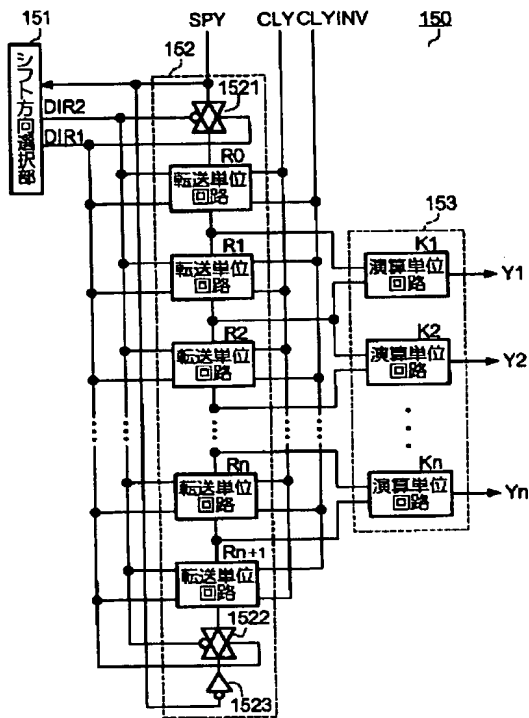 SPY CLY CLYINV 150
151
シフト方向選択部
152
DIR2
DIR1
1521
R0
転送単位
回路
153
R1
転送単位
回路
K1
演算単位
回路
Y1
R2
転送単位
回路
K2
演算単位
回路
Y2
Rn
転送単位
回路
Kn
演算単位
回路
Yn
Rn+1
転送単位
回路
1522
1523